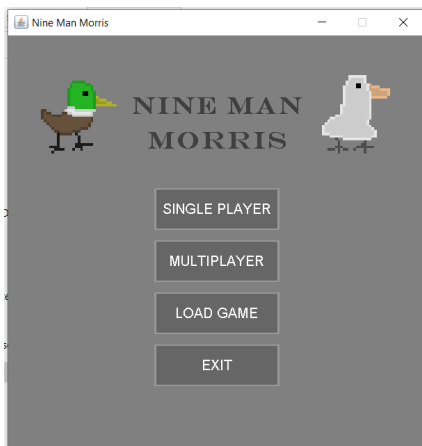 Nine Man Morris
NINE MAN
MORRIS
SINGLE PLAYER
MULTIPLAYER
LOAD GAME
EXIT